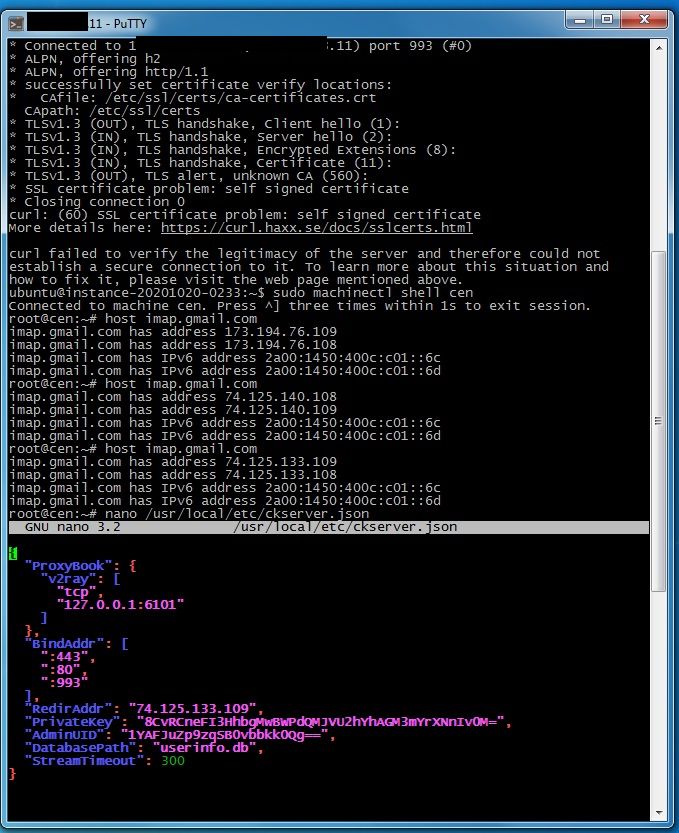 11 - PuTTY
* Connected to 1 .11) port 993 (#0)
* ALPN, offering h2
* ALPN, offering http/1.1
* successfully set certificate verify locations:
*   CAfile: /etc/ssl/certs/ca-certificates.crt
  CApath: /etc/ssl/certs
* TLSv1.3 (OUT), TLS handshake, Client hello (1):
* TLSv1.3 (IN), TLS handshake, Server hello (2):
* TLSv1.3 (IN), TLS handshake, Encrypted Extensions (8):
* TLSv1.3 (IN), TLS handshake, Certificate (11):
* TLSv1.3 (OUT), TLS alert, unknown CA (560):
* SSL certificate problem: self signed certificate
* Closing connection 0
curl: (60) SSL certificate problem: self signed certificate
More details here: https://curl.haxx.se/docs/sslcerts.html
curl failed to verify the legitimacy of the server and therefore could not
establish a secure connection to it. To learn more about this situation and
how to fix it, please visit the web page mentioned above.
ubuntu@instance-20201020-0233:~$ sudo machinectl shell cen
Connected to machine cen. Press ^] three times within 1s to exit session.
root@cen:~# host imap.gmail.com
imap.gmail.com has address 173.194.76.109
imap.gmail.com has address 173.194.76.108
imap.gmail.com has IPv6 address 2a00:1450:400c:c01::6c
imap.gmail.com has IPv6 address 2a00:1450:400c:c01::6d
root@cen:~# host imap.gmail.com
imap.gmail.com has address 74.125.140.108
imap.gmail.com has address 74.125.140.109
imap.gmail.com has IPv6 address 2a00:1450:400c:c01::6c
imap.gmail.com has IPv6 address 2a00:1450:400c:c01::6d
root@cen:~# host imap.gmail.com
imap.gmail.com has address 74.125.133.109
imap.gmail.com has address 74.125.133.108
imap.gmail.com has IPv6 address 2a00:1450:400c:c01::6c
imap.gmail.com has IPv6 address 2a00:1450:400c:c01::6d
root@cen:~# nano /usr/local/etc/ckserver.json
  GNU nano 3.2              /usr/local/etc/ckserver.json
{
  "ProxyBook": {
    "v2ray": [
      "tcp",
      "127.0.0.1:6101"
    ]
  },
  "BindAddr": [
    ":443",
    ":80",
    ":993"
  ],
  "RedirAddr": "74.125.133.109",
  "PrivateKey": "8CvRCneFI3HhbgMwBWPdQMJVU2hYhAGM3mYrXNnIv0M=",
  "AdminUID": "1YAFJuZp9zqSB0vbbkk0Qg==",
  "DatabasePath": "userinfo.db",
  "StreamTimeout": 300
}